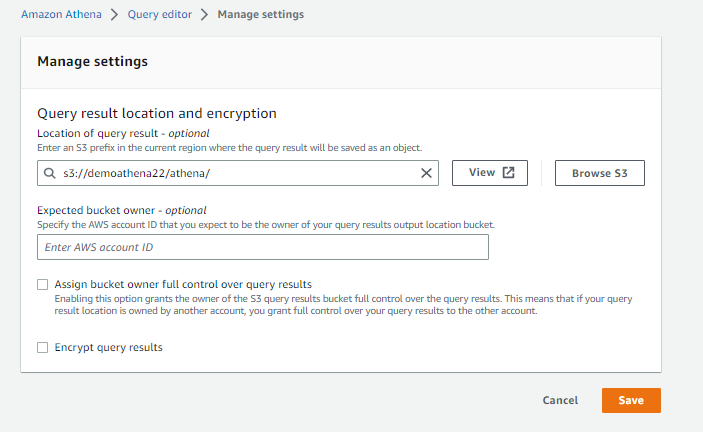 Amazon Athena > Query editor > Manage settings
Manage settings
Query result location and encryption
Location of query result - optional
Enter an S3 prefix in the current region where the query result will be saved as an object.
s3://demoathena22/athena/ View Browse S3
Expected bucket owner - optional
Specify the AWS account ID that you expect to be the owner of your query results output location bucket.
Enter AWS account ID
Assign bucket owner full control over query results
Enabling this option grants the owner of the S3 query results bucket full control over the query results. This means that if your query
result location is owned by another account, you grant full control over your query results to the other account.
Encrypt query results
Cancel Save